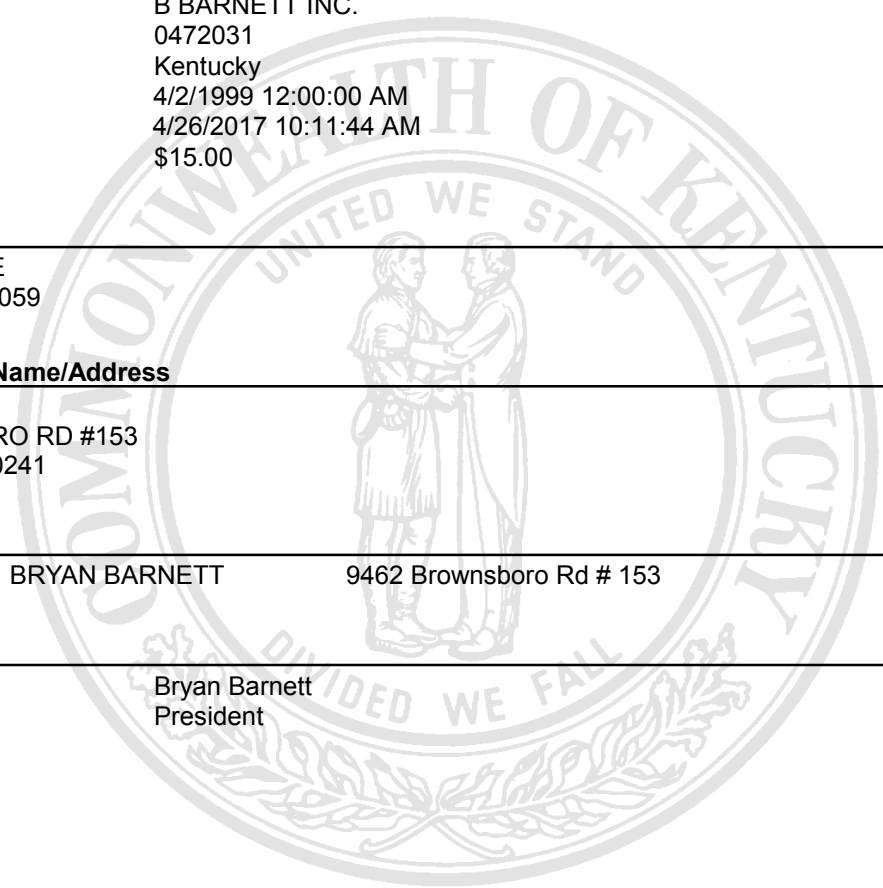 B BARNETT INC.
0472031
Kentucky
4/2/1999 12:00:00 AM
4/26/2017 10:11:44 AM
$15.00
E
059
Name/Address
RO RD #153
0241
BRYAN BARNETT 9462 Brownsboro Rd # 153
Bryan Barnett
President
COMMONWEALTH OF KENTUCKY
UNITED WE STAND
DIVIDED WE FALL